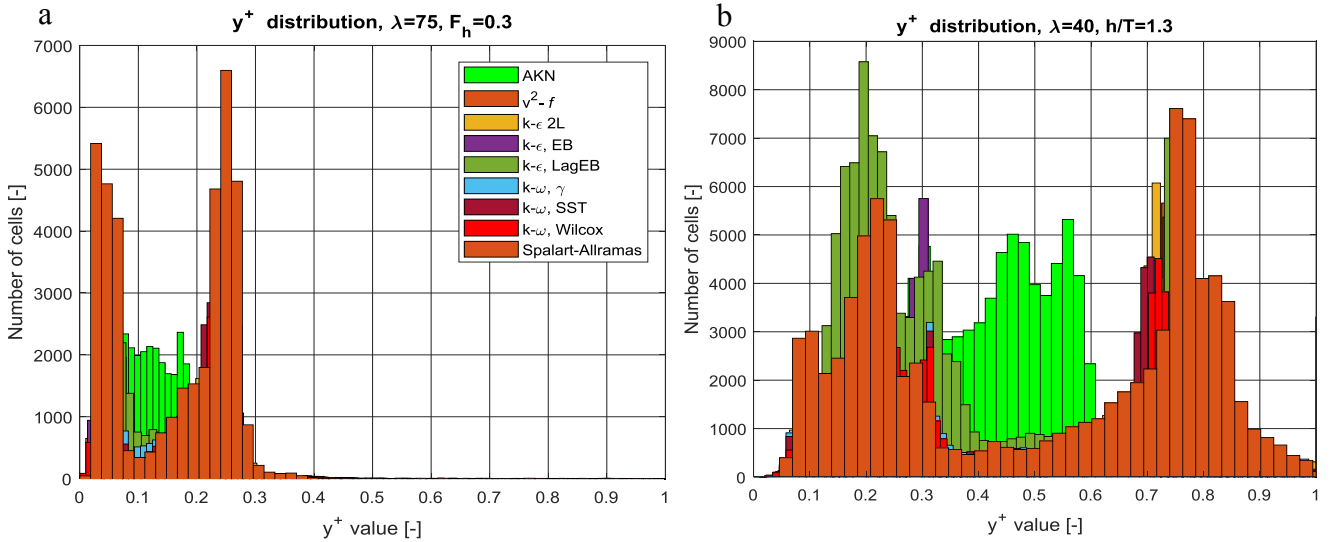 a
y+ distribution, λ=75, F_h=0.3
7000
6000
5000
4000
3000
2000
1000
0
Number of cells [-]
AKN
v²- f
k-ϵ 2L
k-ϵ, EB
k-ϵ, LagEB
k-ω, γ
k-ω, SST
k-ω, Wilcox
Spalart-Allramas
0 0.1 0.2 0.3 0.4 0.5 0.6 0.7 0.8 0.9 1
y+ value [-]
b
y+ distribution, λ=40, h/T=1.3
9000
8000
7000
6000
5000
4000
3000
2000
1000
0
Number of cells [-]
0 0.1 0.2 0.3 0.4 0.5 0.6 0.7 0.8 0.9 1
y+ value [-]